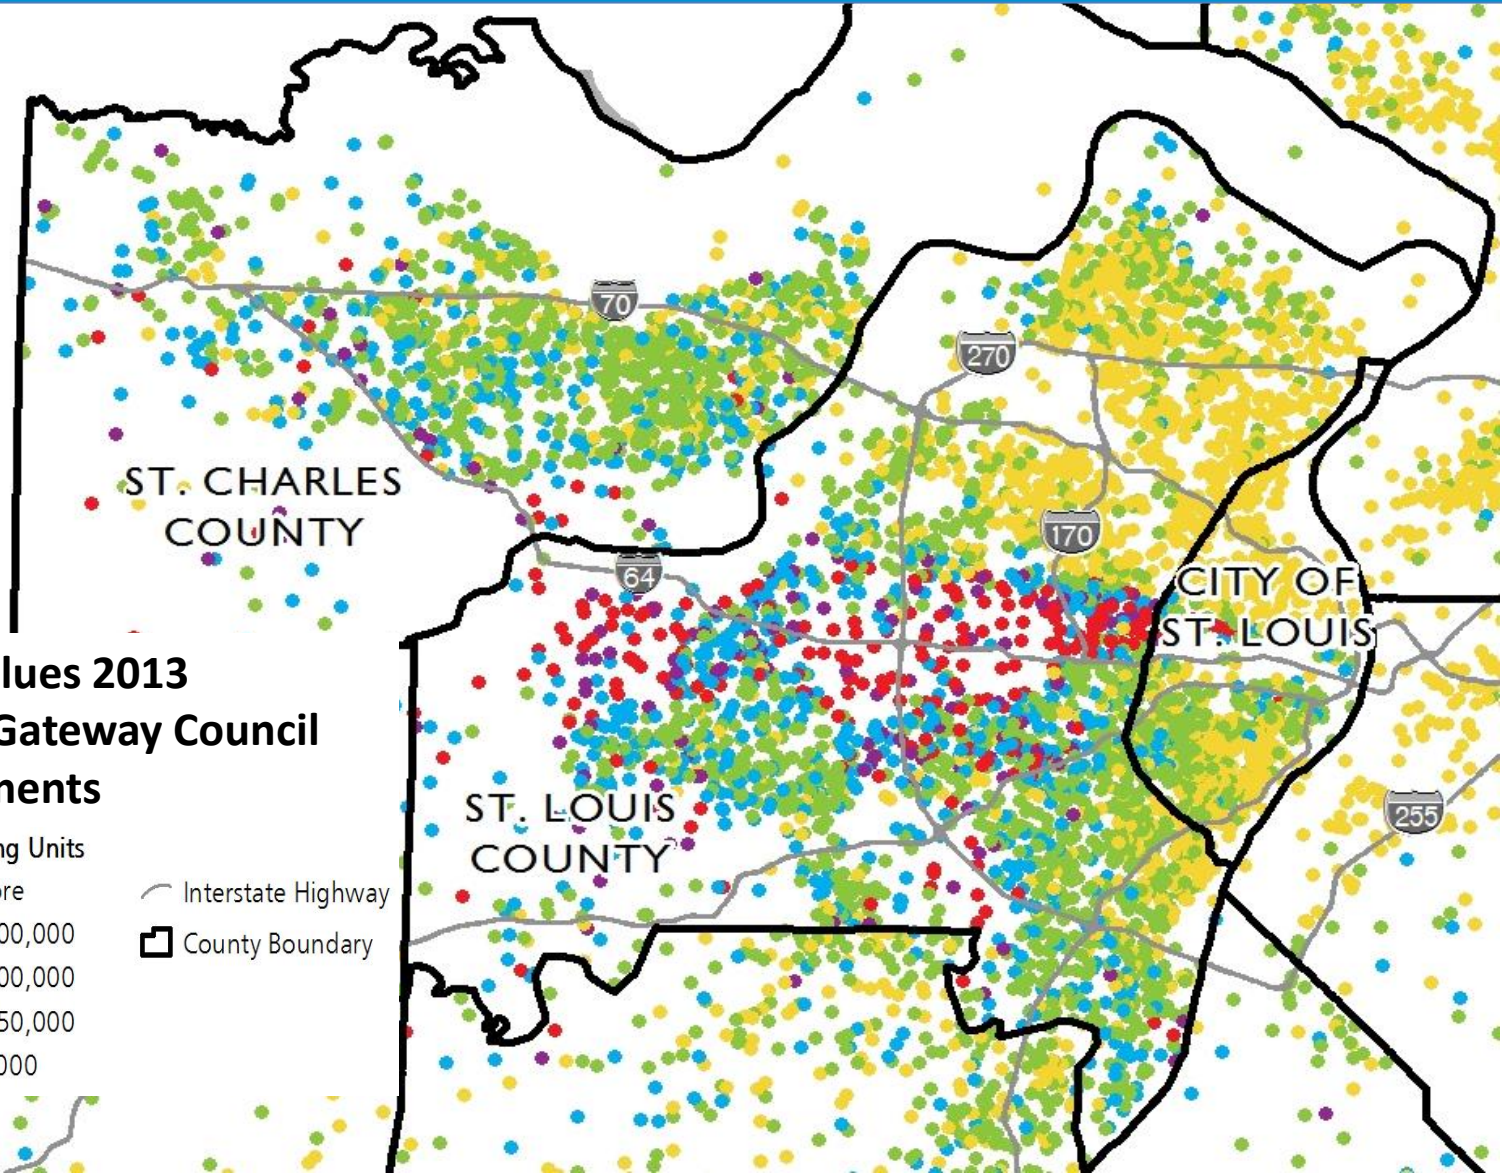 70
270
ST. CHARLES
COUNTY
170
64
CITY OF
ST. LOUIS
lues 2013
Gateway Council
nents
ST. LOUIS
COUNTY
255
ng Units
ore
Interstate Highway
00,000
County Boundary
00,000
50,000
000